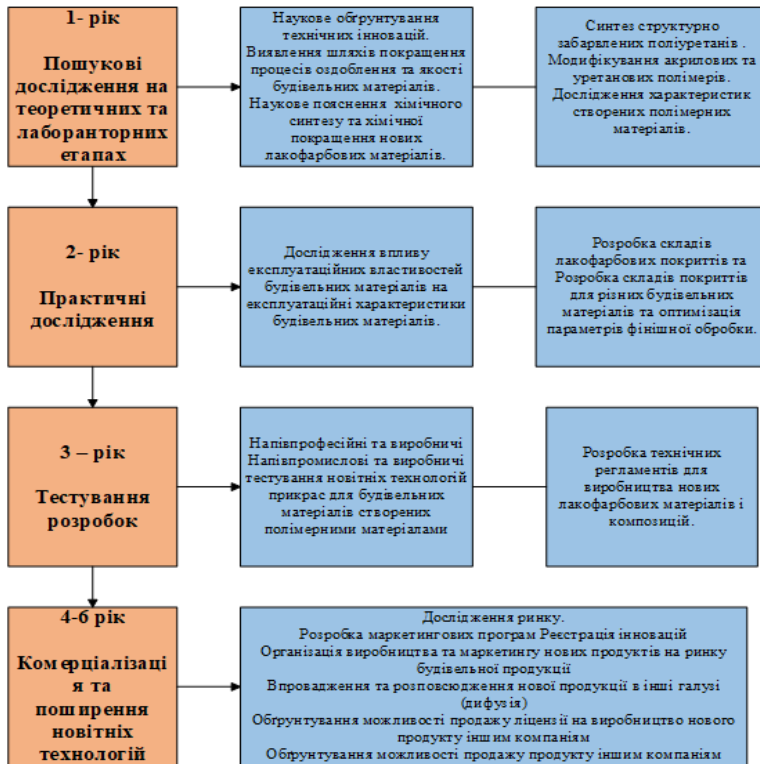 1- рік
Пошукові
дослідження на
теоретичних та
лаборанторних
етапах
Наукове обґрунтування
технічних інновацій.
Виявлення шляхів покращення
процесів оздоблення та якості
будівельних матеріалів.
Наукове пояснення хімічного
синтезу та хімічної
покращення нових
лакофарбових матеріалів.
Синтез структурно
забарвлених поліуретанів .
Модифікування акрилових та
уретанових полімерів.
Дослідження характеристик
створених полімерних
матеріалів.
2- рік
Практичні
дослідження
Дослідження впливу
експлуатаційних властивостей
будівельних матеріалів на
експлуатаційні характеристики
будівельних матеріалів.
Розробка складів
лакофарбових покриттів та
Розробка складів покриттів
для різних будівельних
матеріалів та оптимізація
параметрів фінішної обробки.
3 – рік
Тестування
розробок
Напівпрофесійні та виробничі
Напівпромислові та виробничі
тестування новітніх технологій
прикрас для будівельних
матеріалів створених
полімерними матеріалами
Розробка технічних
регламентів для
виробництва нових
лакофарбових матеріалів і
композицій.
4-6 рік
Комерціалізаці
я та
поширення
новітніх
технологій
Дослідження ринку.
Розробка маркетингових програм Реєстрація інновацій
Організація виробництва та маркетингу нових продуктів на ринку
будівельної продукції
Впровадження та розповсюдження нової продукції в інші галузі
(дифузія)
Обґрунтування можливості продажу ліцензії на виробництво нового
продукту іншим компаніям
Обґрунтування можливості продажу продукту іншим компаніям